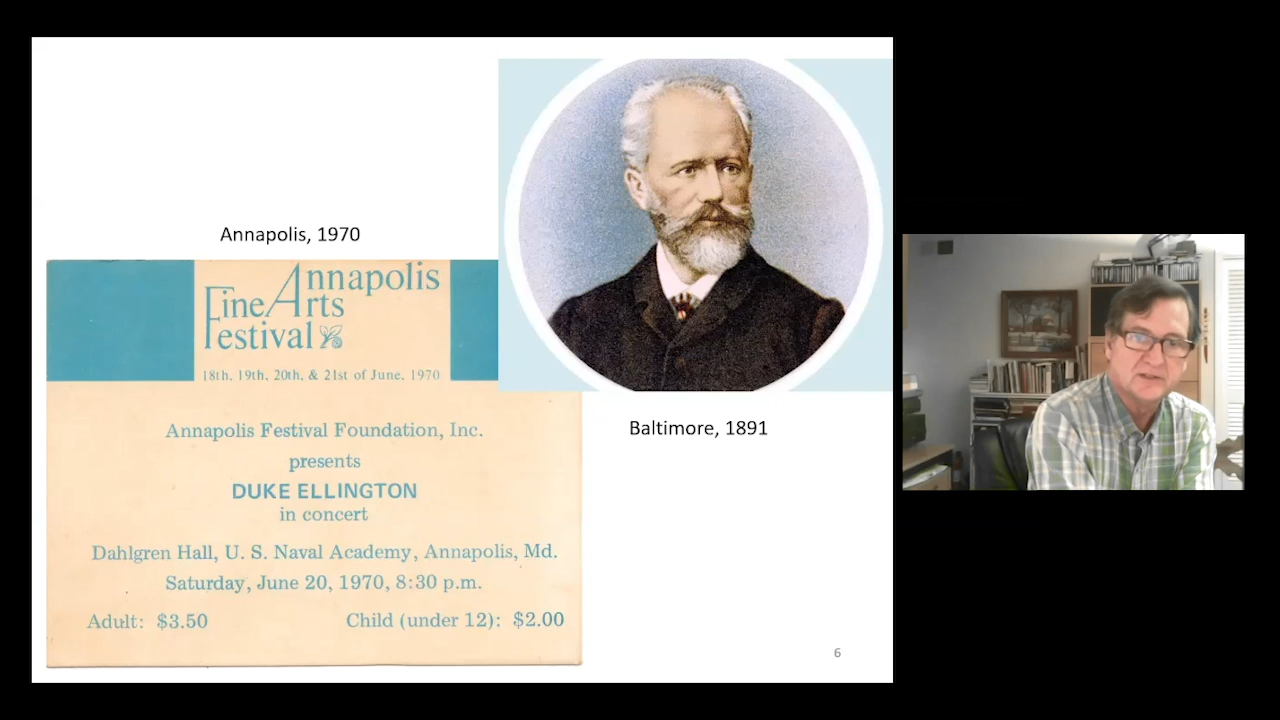 Annapolis, 1970
Annapolis
Fine Arts
Festival
18th, 19th, 20th, & 21st of June, 1970
Annapolis Festival Foundation, Inc.
presents
DUKE ELLINGTON
in concert
Dahlgren Hall, U. S. Naval Academy, Annapolis, Md.
Saturday, June 20, 1970, 8:30 p.m.
Adult: $3.50 Child (under 12): $2.00
Baltimore, 1891
6